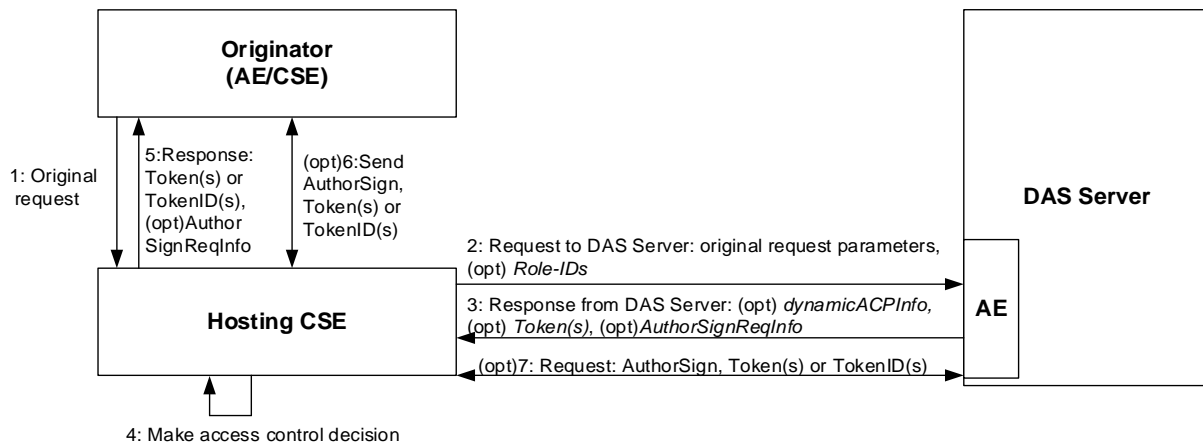 Originator
(AE/CSE)
1: Original
request
5:Response:
Token(s) or
TokenID(s),
(opt)Author
SignReqInfo
(opt)6:Send
AuthorSign,
Token(s) or
TokenID(s)
DAS Server
2: Request to DAS Server: original request parameters,
(opt) Role-IDs
3: Response from DAS Server: (opt) dynamicACPInfo,
(opt) Token(s), (opt)AuthorSignReqInfo
AE
Hosting CSE
(opt)7: Request: AuthorSign, Token(s) or TokenID(s)
4: Make access control decision